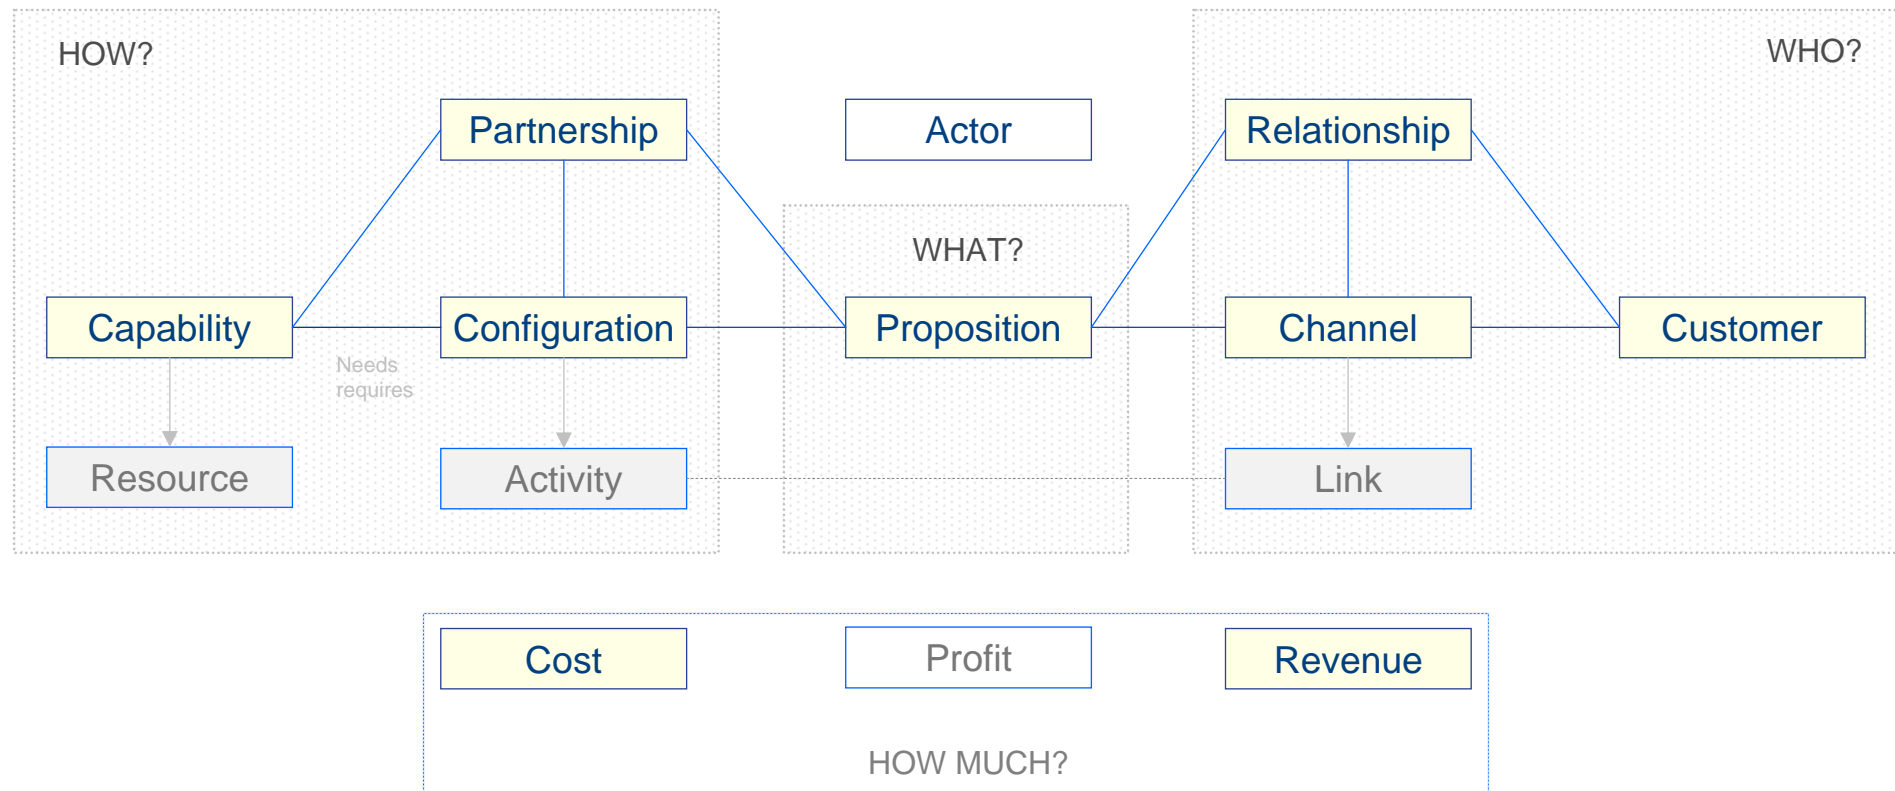 HOW?
WHO?
Partnership
Actor
Relationship
WHAT?
Capability
Configuration
Proposition
Channel
Customer
Needs
requires
Resource
Activity
Link
Cost
Profit
Revenue
HOW MUCH?